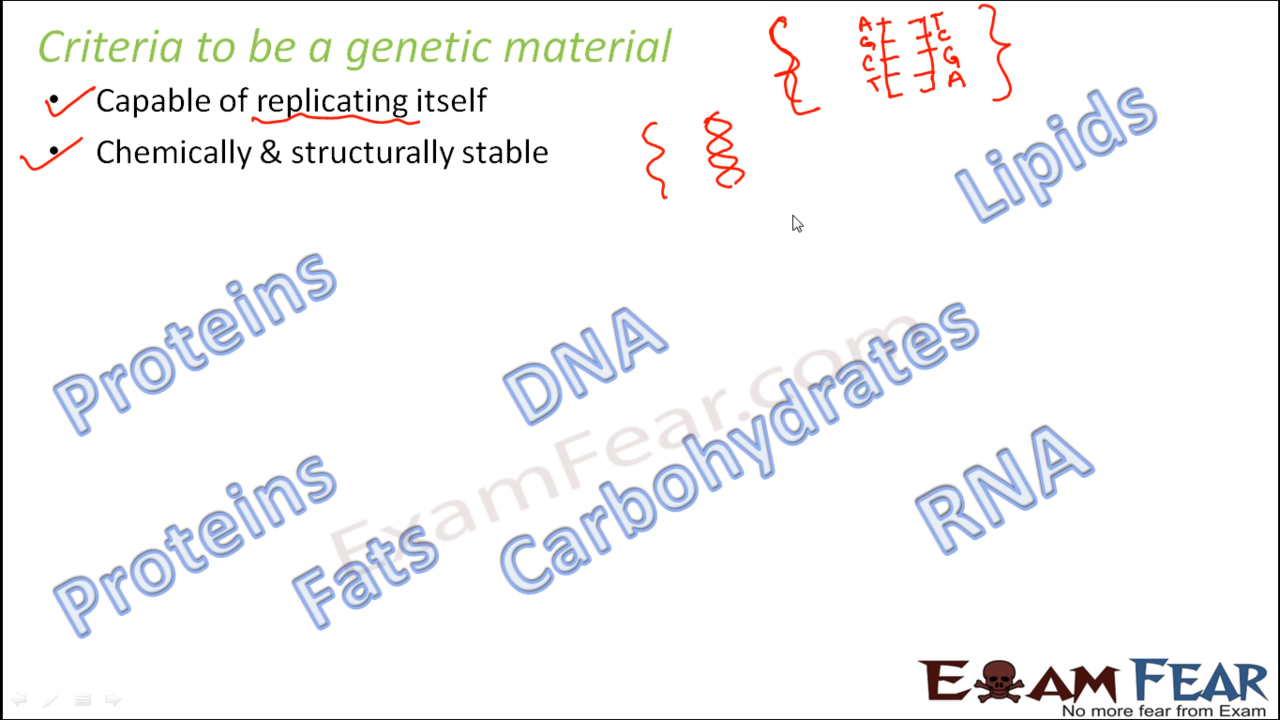 Criteria to be a genetic material
• Capable of replicating itself
• Chemically & structurally stable
A T
G C
C G
T A
Lipids
Proteins
DNA
Carbohydrates
RNA
Proteins
Fats
ExamFear.com
EXAM FEAR
No more fear from Exam